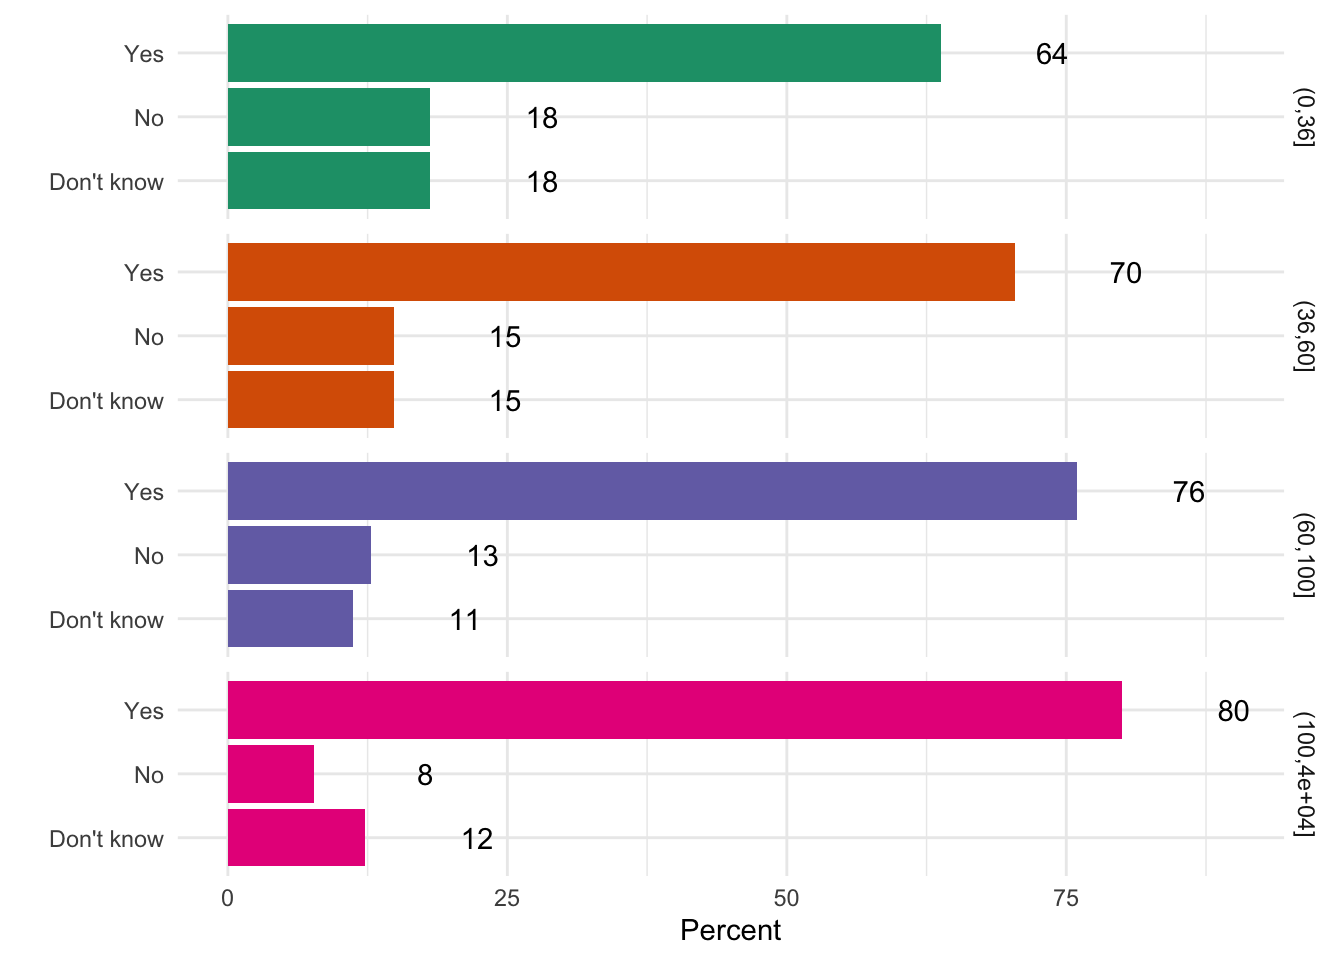 Yes 64
No 18
Don't know 18
(0,36]
Yes 70
No 15
Don't know 15
(36,60]
Yes 76
No 13
Don't know 11
(60,100]
Yes 80
No 8
Don't know 12
(100,4e+04]
0 25 50 75
Percent